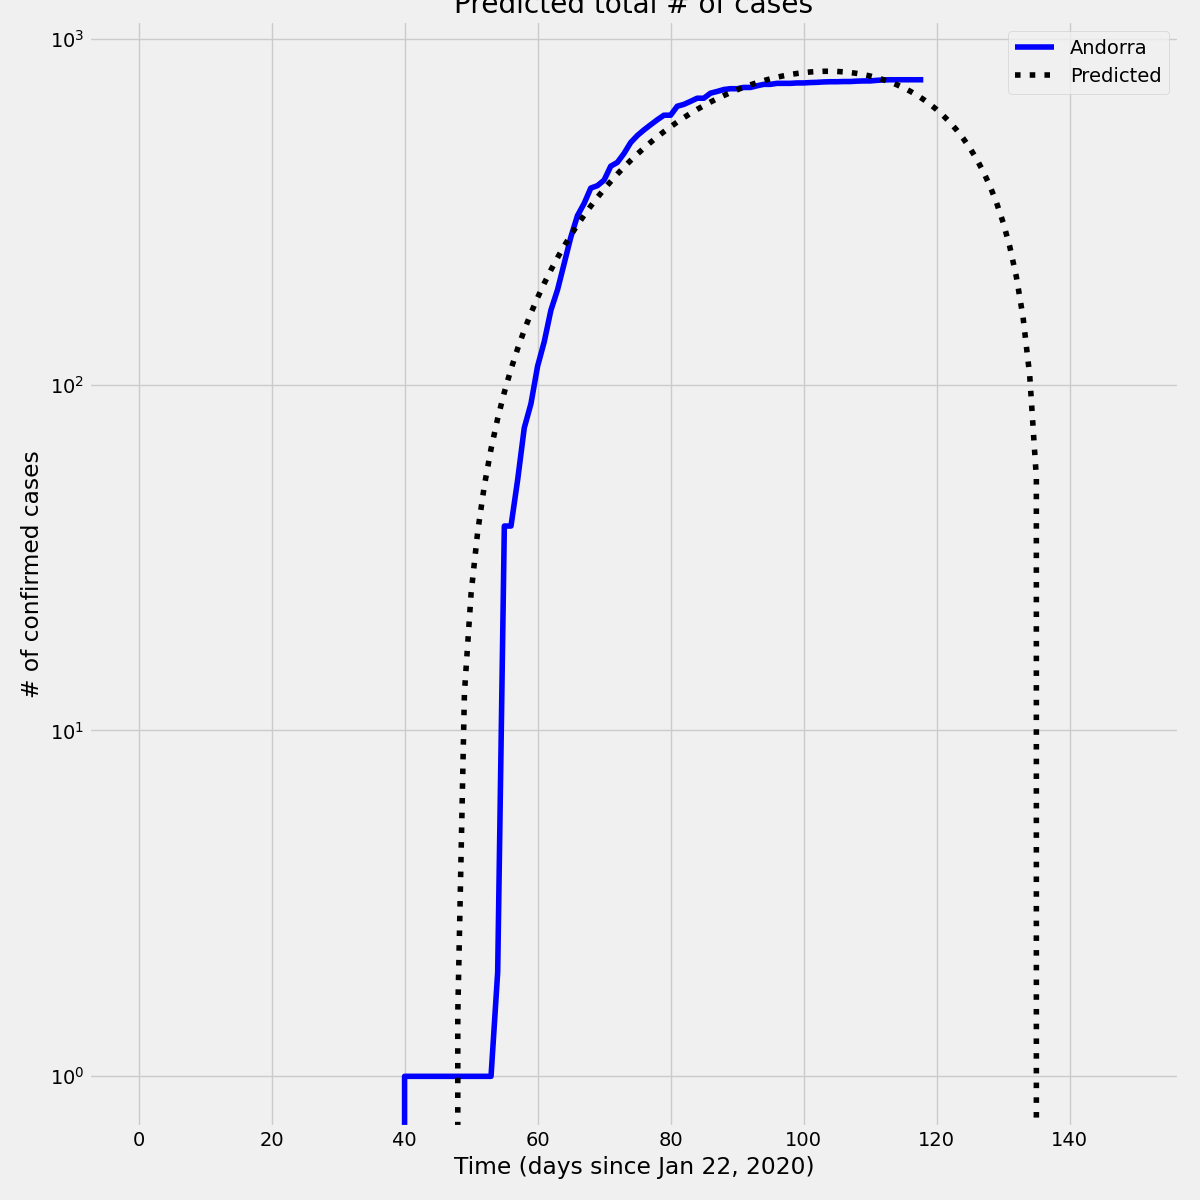 Predicted total # of cases
10³
Andorra
Predicted
10²
# of confirmed cases
10¹
10⁰
0 20 40 60 80 100 120 140
Time (days since Jan 22, 2020)